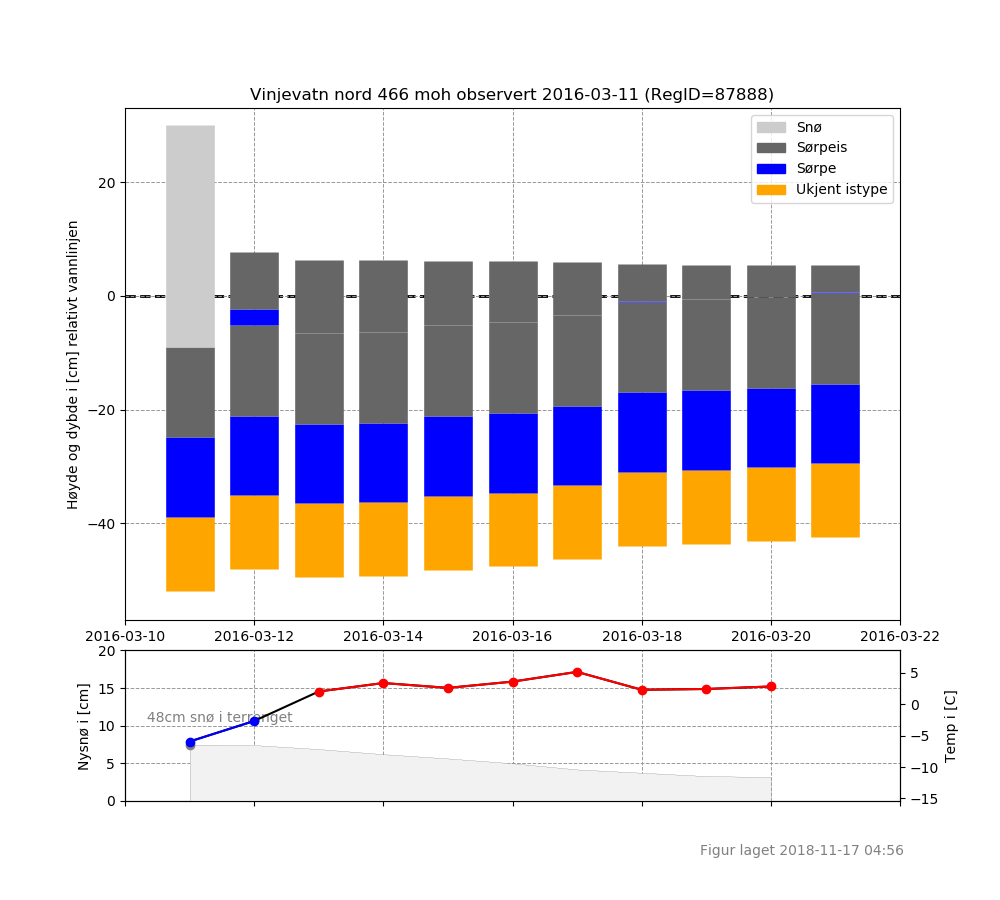 Vinjevatn nord 466 moh observert 2016-03-11 (RegID=87888)
Snø
Sørpeis
Sørpe
Ukjent istype
Høyde og dybde i [cm] relativt vannlinjen
20
0
−20
−40
2016-03-10
2016-03-12
2016-03-14
2016-03-16
2016-03-18
2016-03-20
2016-03-22
Nysnø i [cm]
20
15
10
5
0
48cm snø i terrenget
5
0
−5
−10
−15
Temp i [C]
Figur laget 2018-11-17 04:56